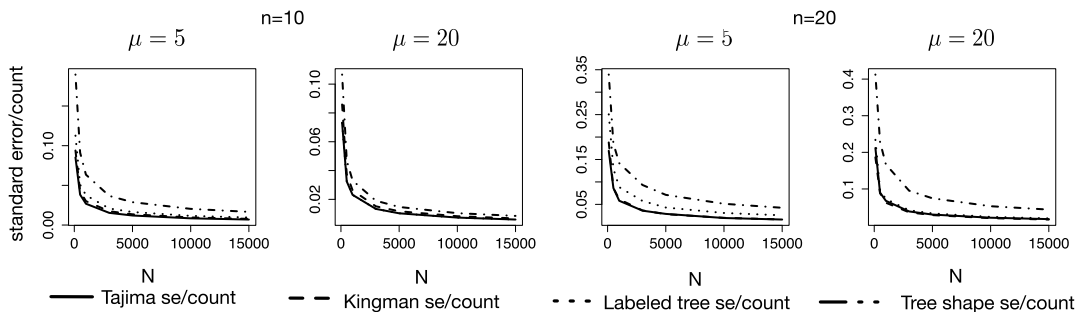 n=10
n=20
μ = 5
μ = 20
μ = 5
μ = 20
standard error/count
0.00 0.10
0.02 0.06 0.10
0.05 0.15 0.25 0.35
0.1 0.2 0.3 0.4
0 5000 10000 15000
0 5000 10000 15000
0 5000 10000 15000
0 5000 10000 15000
N
N
N
N
Tajima se/count
Kingman se/count
Labeled tree se/count
Tree shape se/count